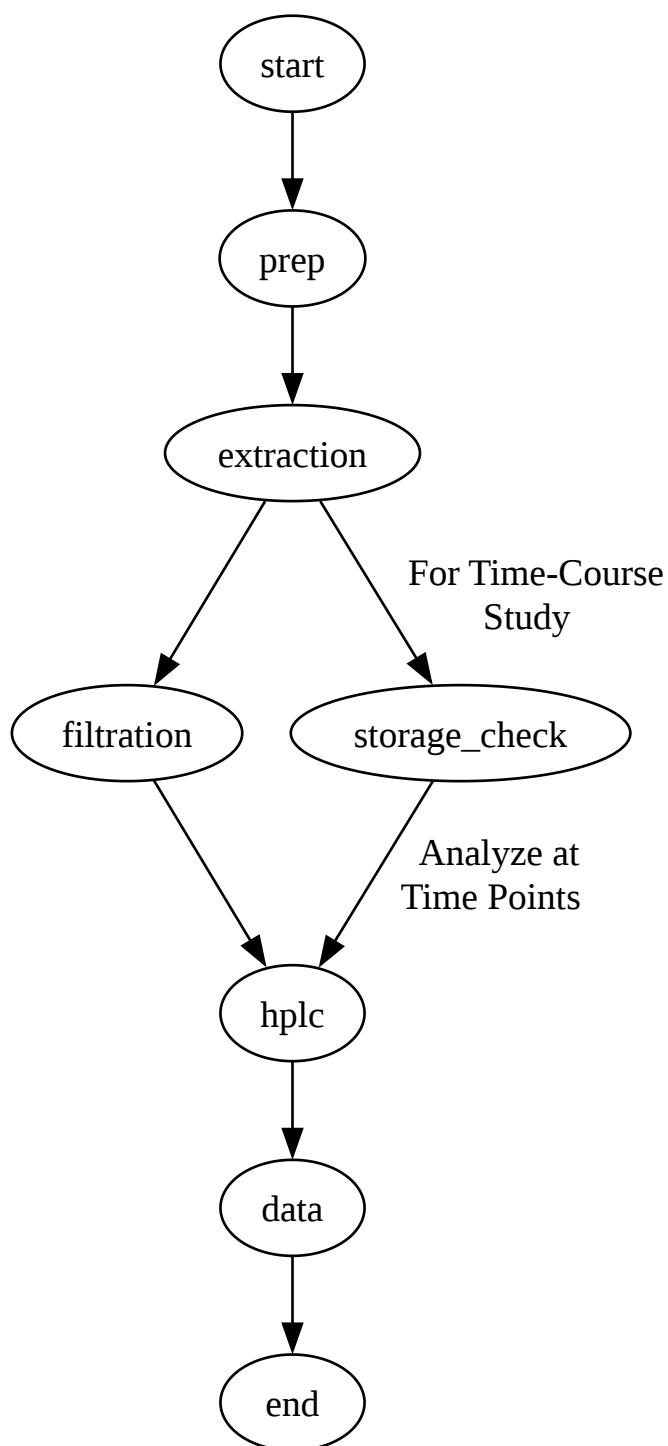 start
prep
extraction
For Time-Course
Study
filtration
storage_check
Analyze at
Time Points
hplc
data
end